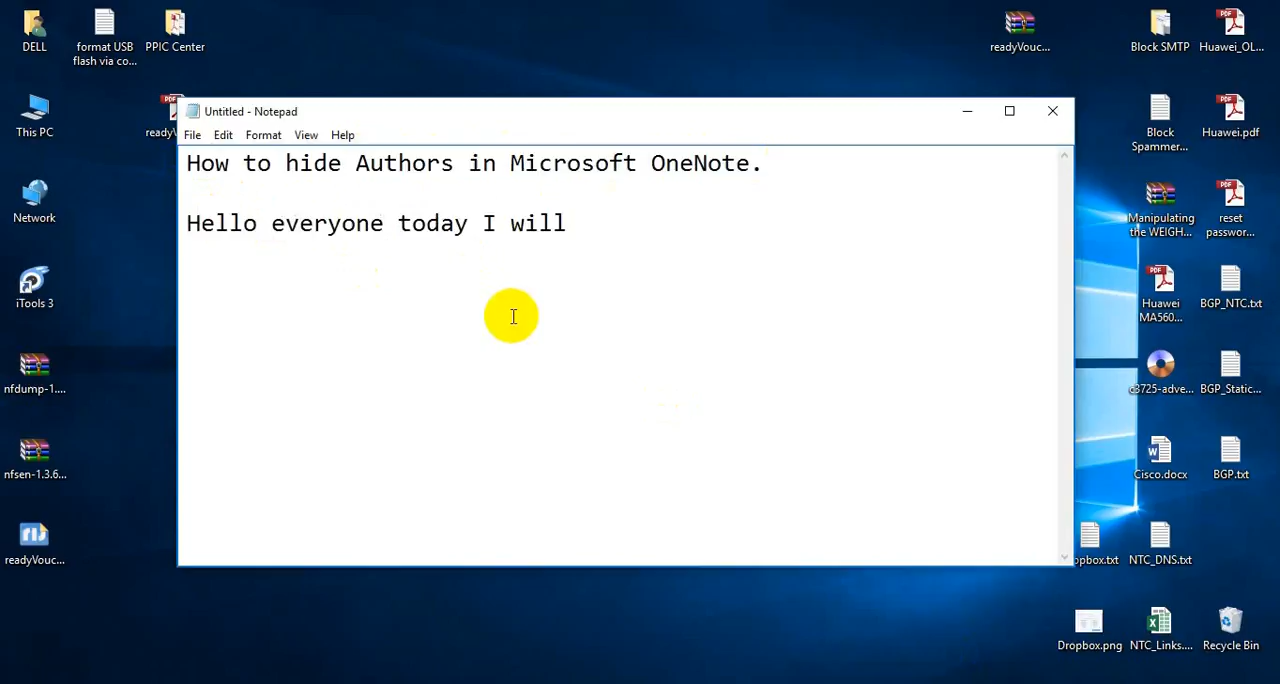 DELL
format USB
flash via co...
PPIC Center
readyVouc...
Block SMTP
Huawei_OL...
This PC
Untitled - Notepad
File Edit Format View Help
How to hide Authors in Microsoft OneNote.
Hello everyone today I will
Block
Spammer...
Huawei.pdf
Network
Manipulating
the WEIGH...
reset
passwor...
iTools 3
Huawei
MA560...
BGP_NTC.txt
nfdump-1....
c3725-adve...
BGP_Static...
nfsen-1.3.6...
Cisco.docx
BGP.txt
readyVouc...
NTC_DNS.txt
Dropbox.png
NTC_Links....
Recycle Bin